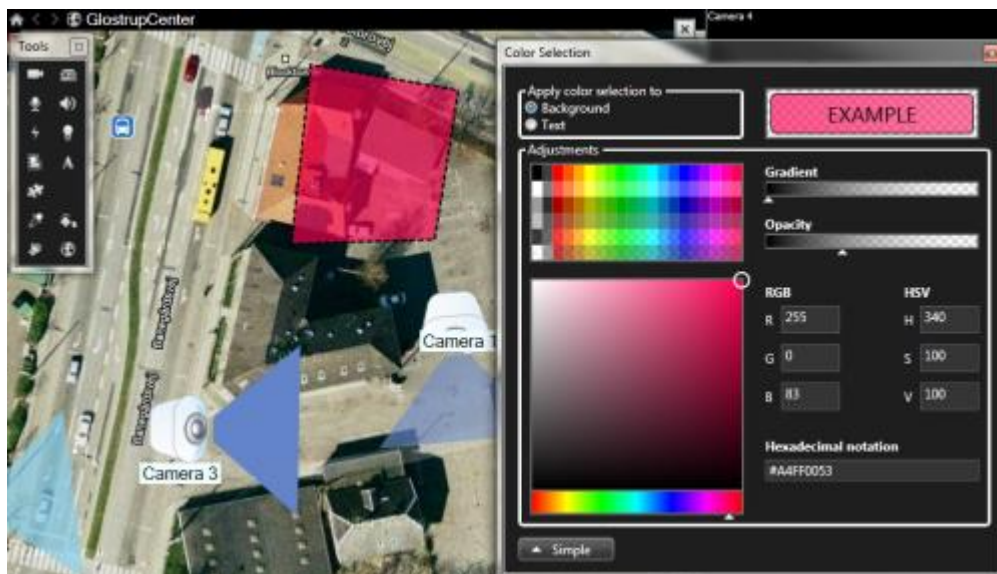 GlostrupCenter
Camera 4
Tools
Color Selection
Apply color selection to
Background
Text
EXAMPLE
Adjustments
Gradient
Opacity
RGB
HSV
R 255
H 340
G 0
S 100
B 83
V 100
Hexadecimal notation
#A4FF0053
Simple
A
Camera 1
Camera 3